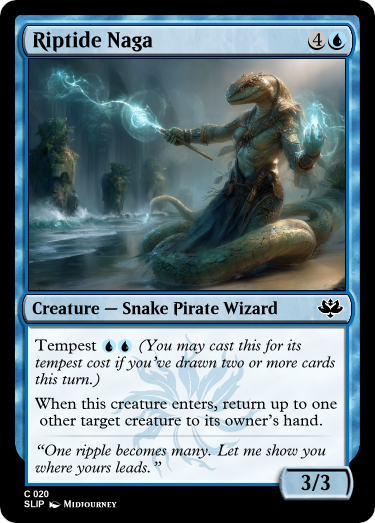 Riptide Naga 4
Creature — Snake Pirate Wizard
Tempest (You may cast this for its
tempest cost if you’ve drawn two or more cards
this turn.)
When this creature enters, return up to one
other target creature to its owner’s hand.
“One ripple becomes many. Let me show you
where yours leads.”
3/3
C 020
SLIP Midjourney